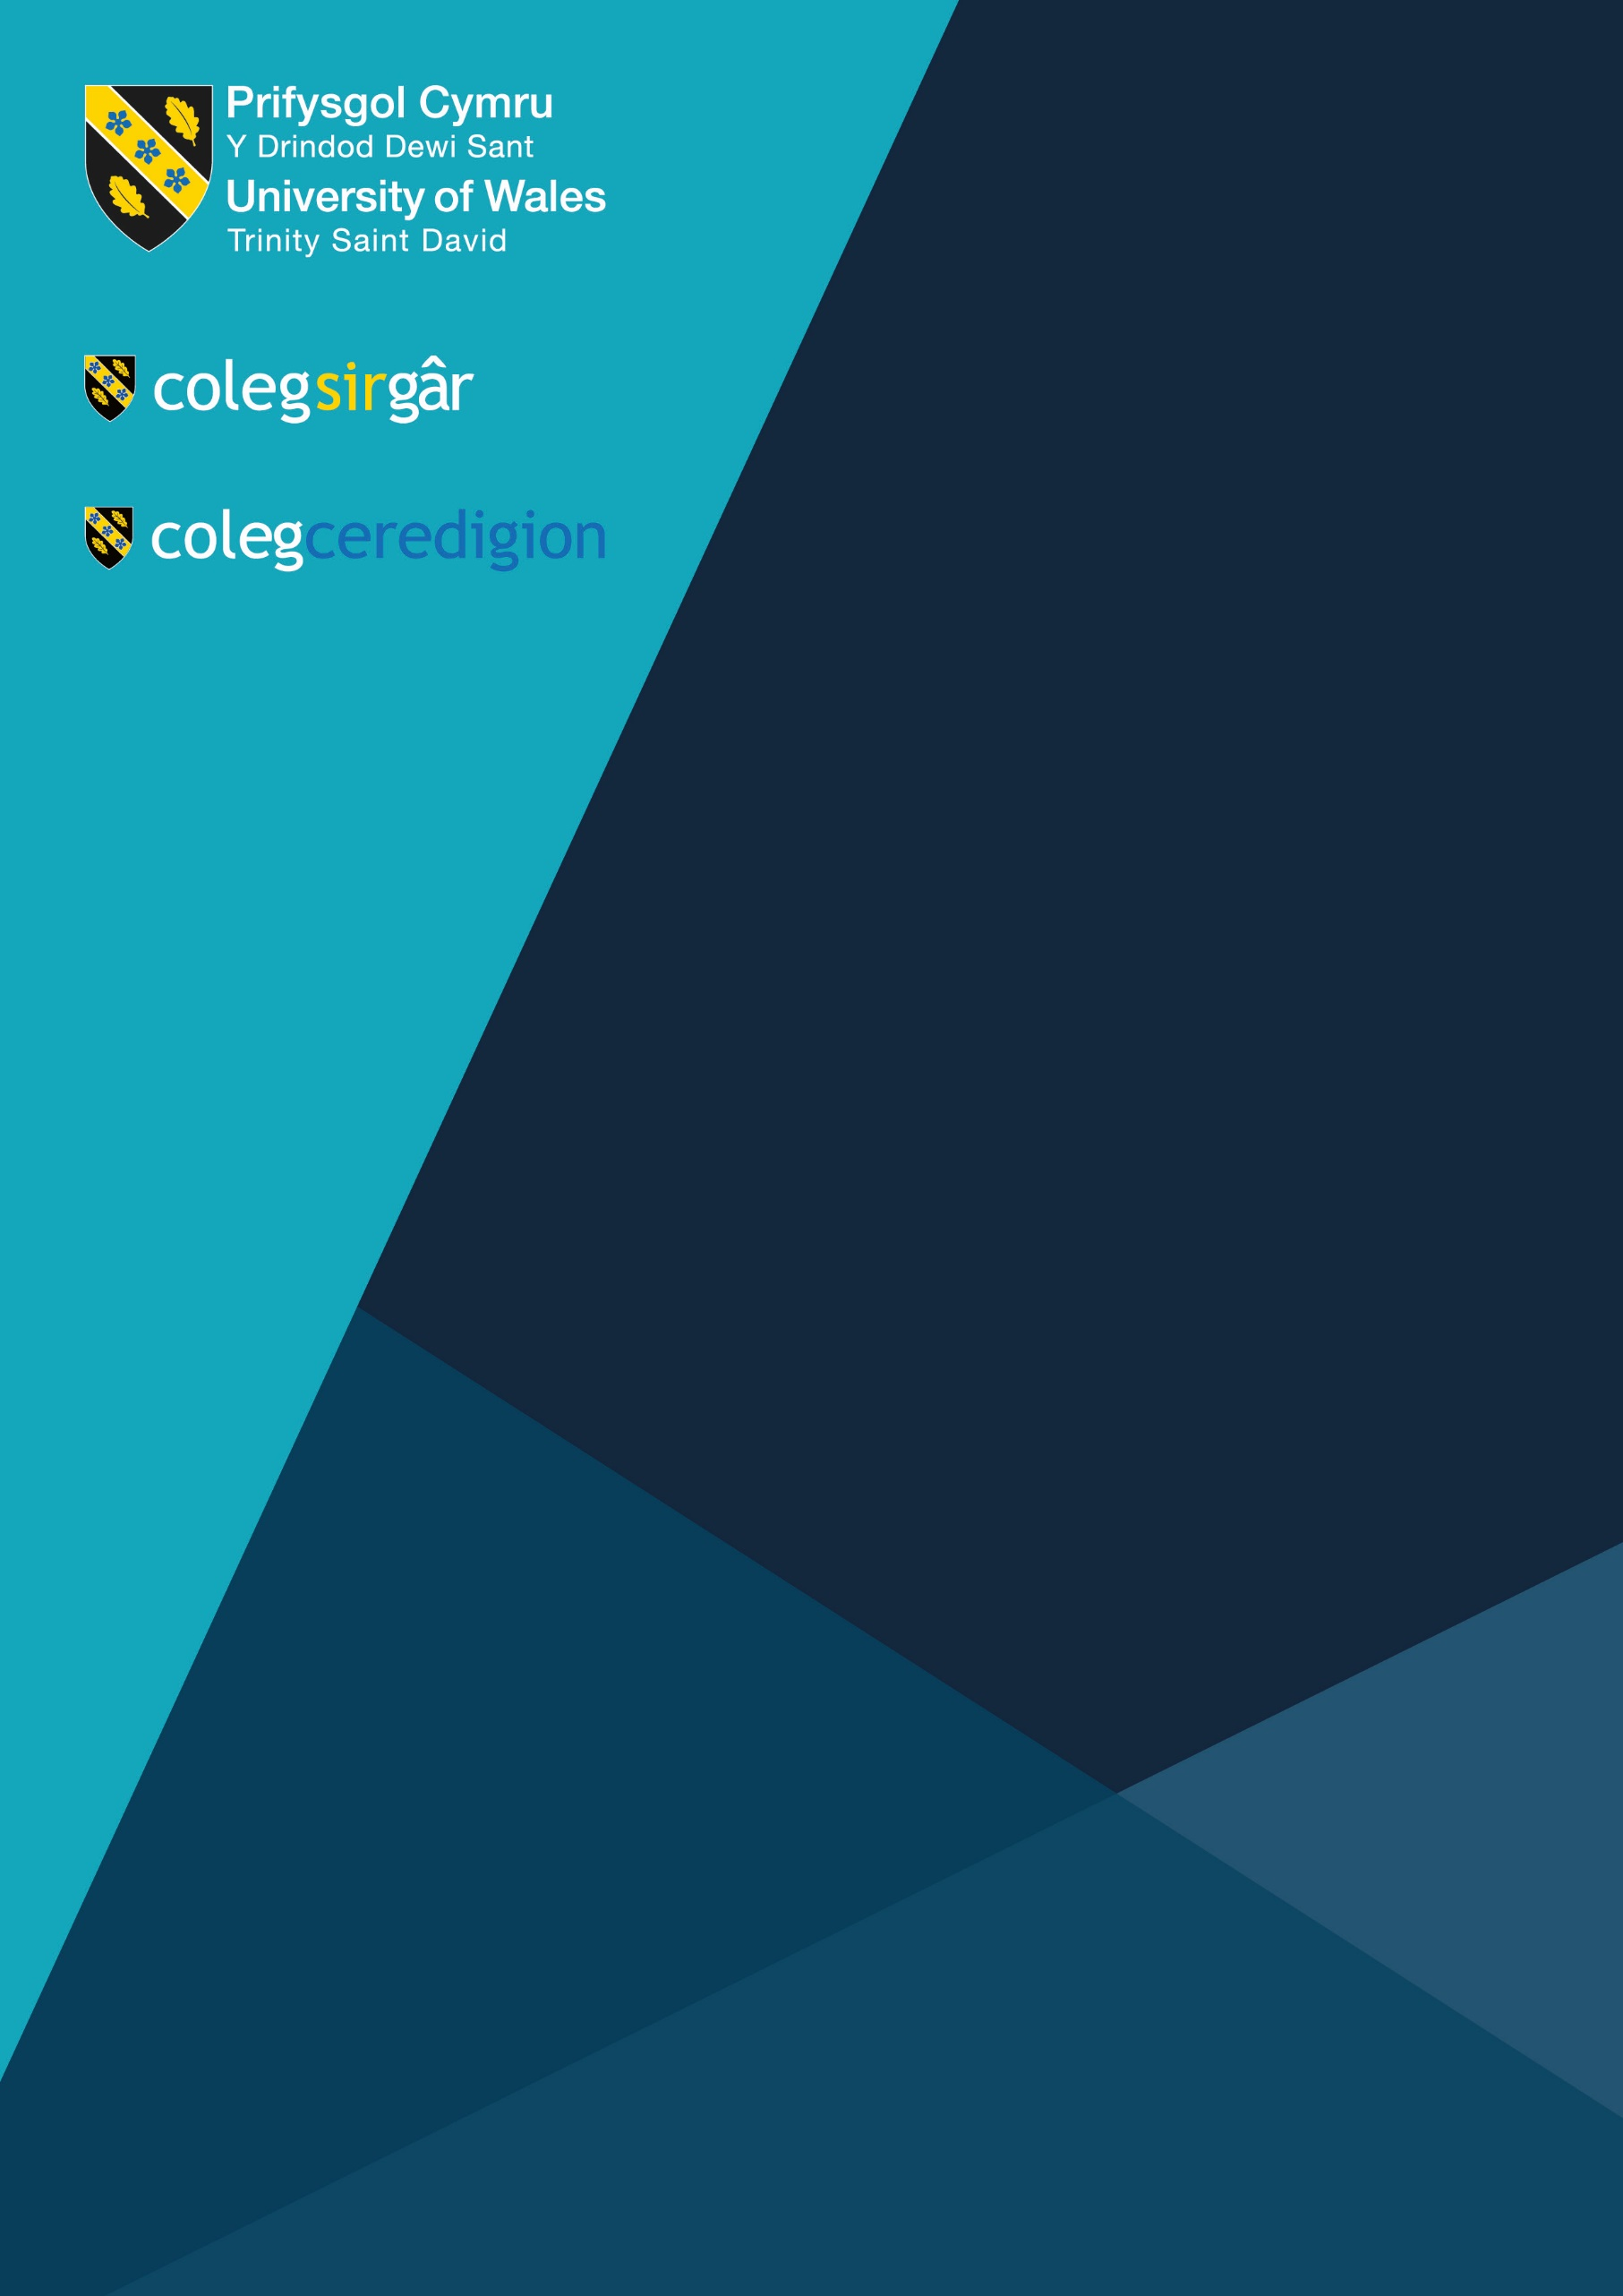 Prifysgol Cymru
Y Drindod Dewi Sant
University of Wales
Trinity Saint David
colegsirgâr
colegceredigion